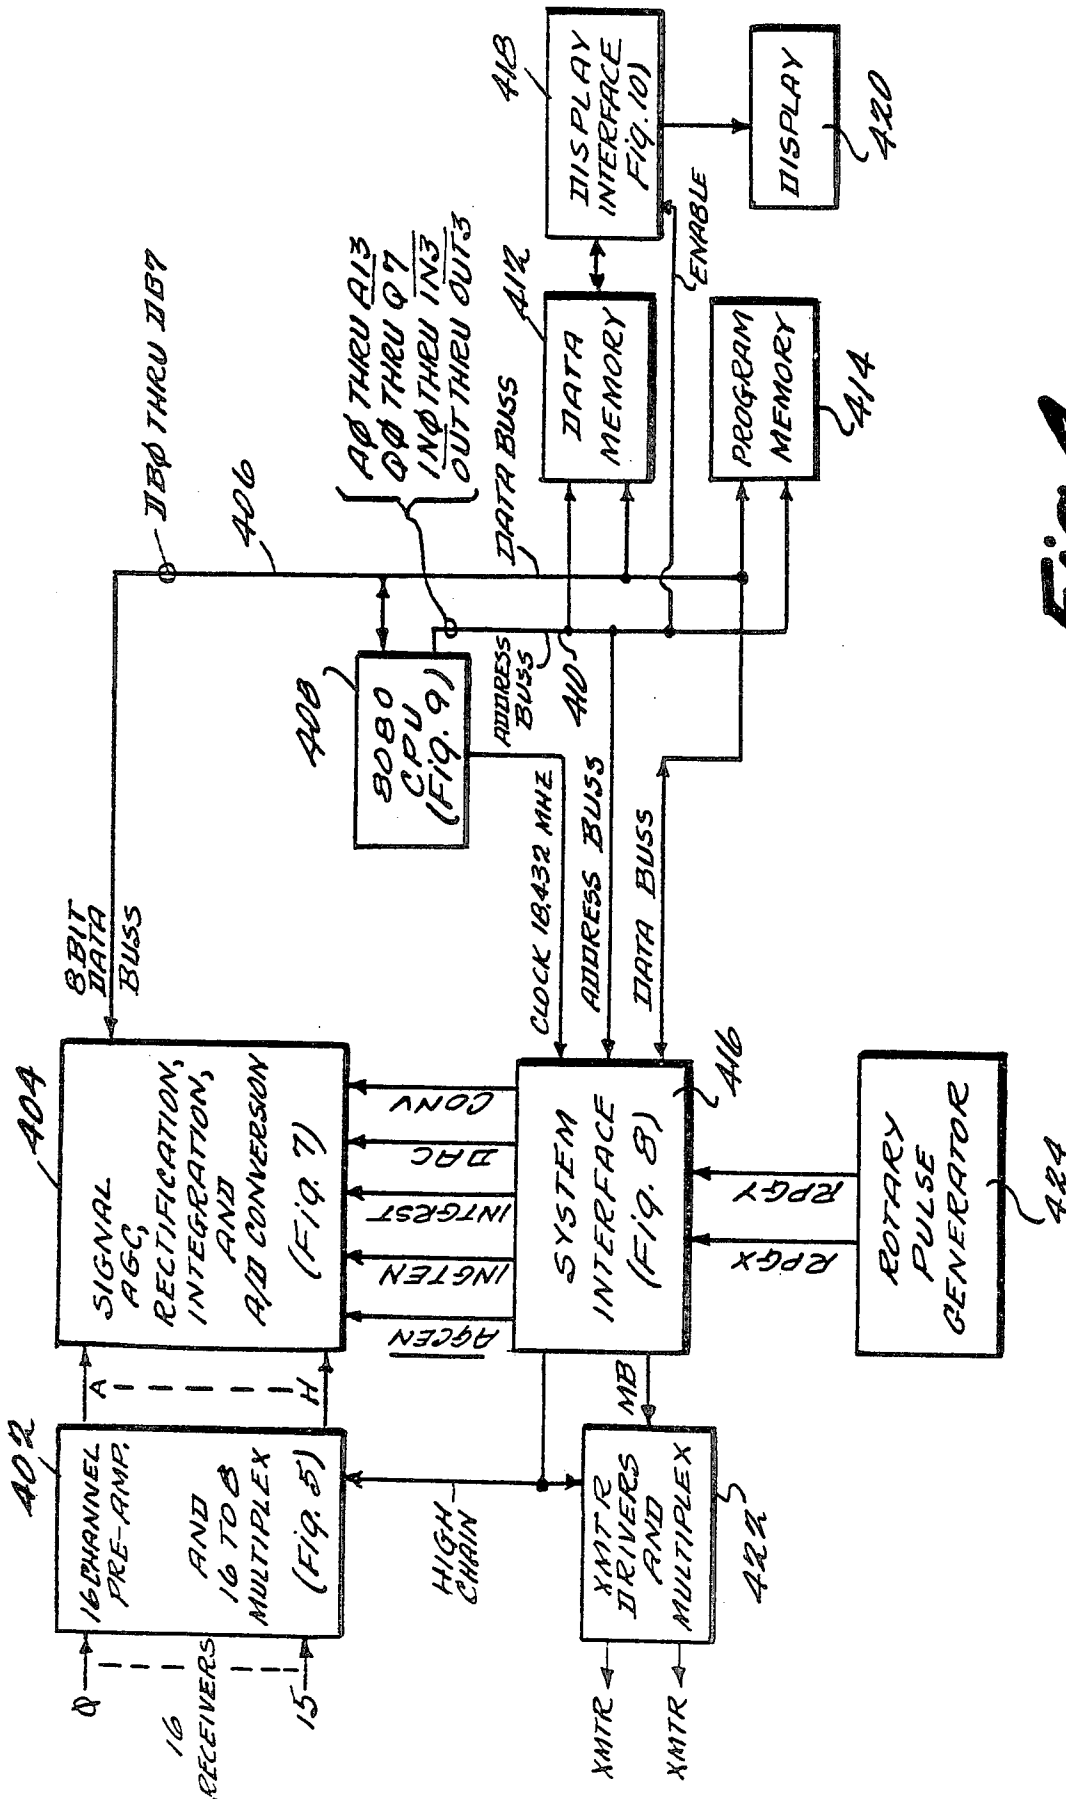 0
16
RECEIVERS
15
402
16 CHANNEL
PRE-AMP.
AND
16 TO 8
MULTIPLEX
(Fig. 5)
A
H
404
SIGNAL
AGC,
RECTIFICATION,
INTEGRATION,
AND
A/D CONVERSION
(Fig. 7)
8 BIT
DATA
BUSS
406
DBØ THRU DB7
408
8080
CPU
(Fig. 9)
AØ THRU A13
QØ THRU Q7
INØ THRU IN3
OUT THRU OUT3
ADDRESS
BUSS
410
DATA BUSS
412
DATA
MEMORY
418
DISPLAY
INTERFACE
Fig. 10)
ENABLE
DISPLAY
420
PROGRAM
MEMORY
414
HIGH
CHAIN
AGCEN
INGTEN
INTGRST
DAC
CONV
CLOCK 18.432 MHZ
ADDRESS BUSS
DATA BUSS
SYSTEM
INTERFACE
(Fig. 8)
416
MB
XMTR
DRIVERS
AND
MULTIPLEX
422
XMTR
XMTR
RPGX
RPGY
ROTARY
PULSE
GENERATOR
424